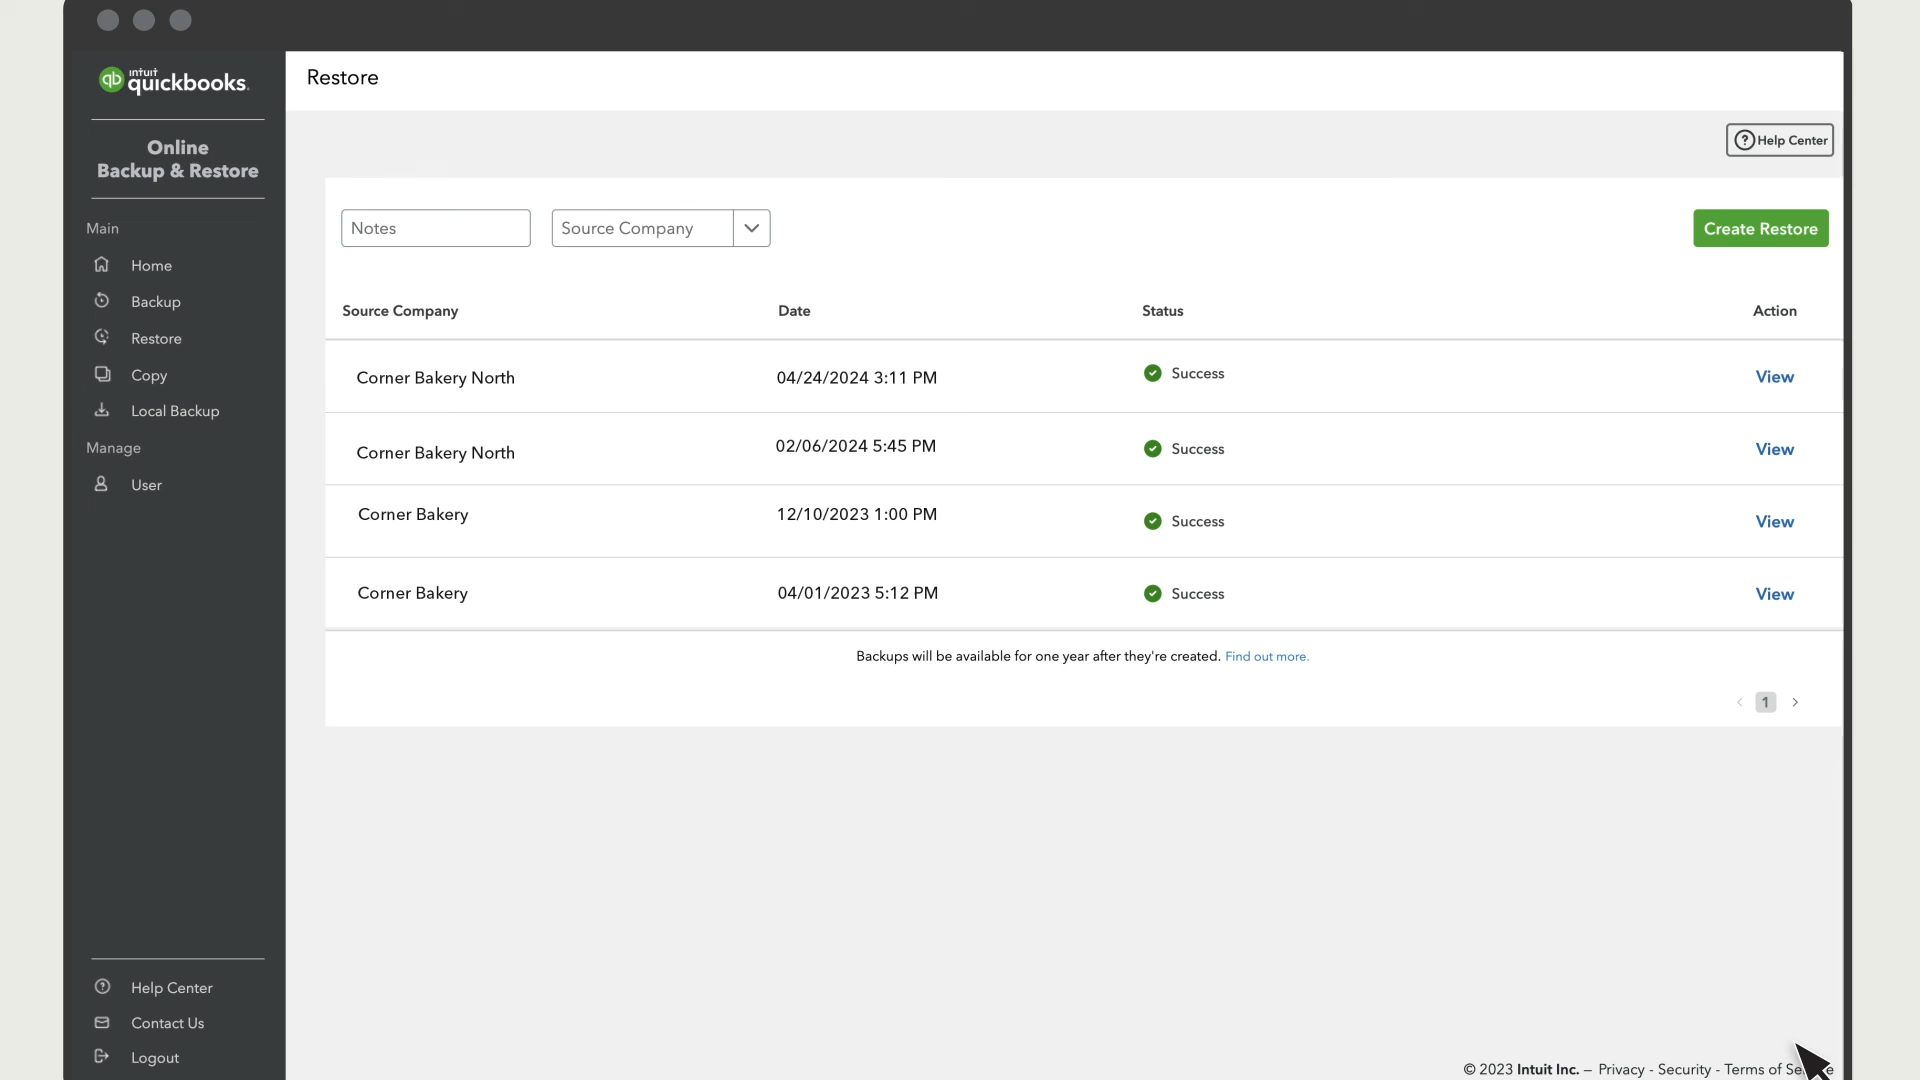 intuit
quickbooks.
Restore
Help Center
Online
Backup & Restore
Main
Home
Backup
Restore
Copy
Local Backup
Manage
User
Notes
Source Company
Create Restore
Source Company Date Status Action
Corner Bakery North 04/24/2024 3:11 PM Success View
Corner Bakery North 02/06/2024 5:45 PM Success View
Corner Bakery 12/10/2023 1:00 PM Success View
Corner Bakery 04/01/2023 5:12 PM Success View
Backups will be available for one year after they're created. Find out more.
< 1 >
Help Center
Contact Us
Logout
© 2023 Intuit Inc. – Privacy - Security - Terms of